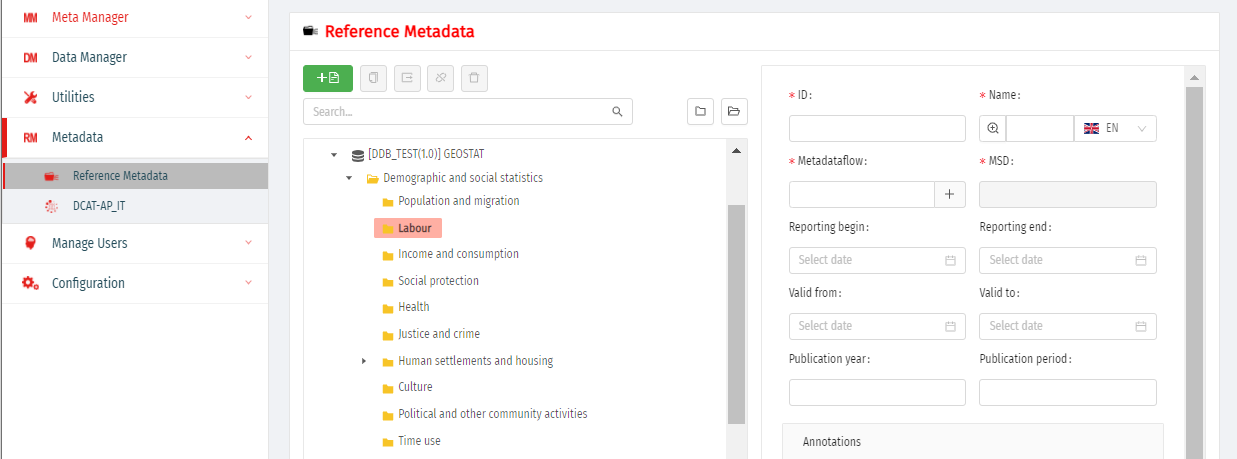 MM Meta Manager
DM Data Manager
Utilities
RM Metadata
Reference Metadata
DCAT-AP_IT
Manage Users
Configuration
Reference Metadata
Search...
[DDB_TEST(1.0)] GEOSTAT
Demographic and social statistics
Population and migration
Labour
Income and consumption
Social protection
Health
Justice and crime
Human settlements and housing
Culture
Political and other community activities
Time use
* ID: * Name:
EN
* Metadataflow: * MSD:
Reporting begin: Reporting end:
Select date Select date
Valid from: Valid to:
Select date Select date
Publication year: Publication period:
Annotations